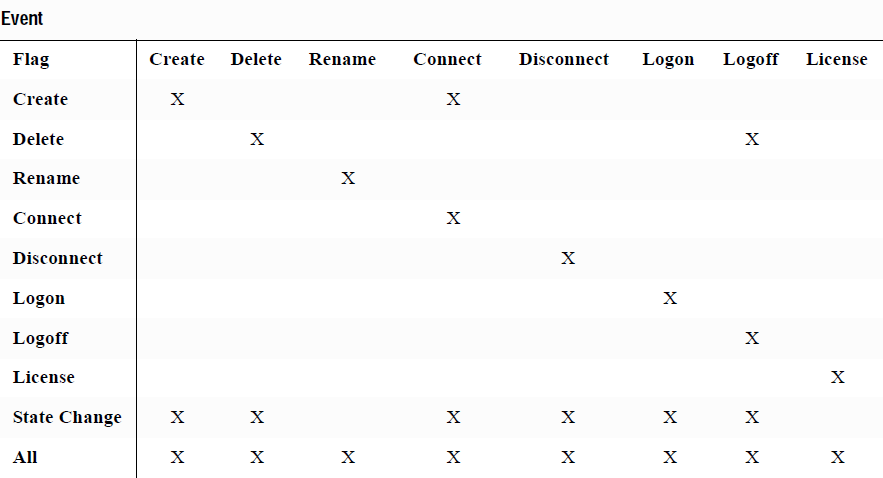 Event
Flag Create Delete Rename Connect Disconnect Logon Logoff License
Create X X
Delete X X
Rename X
Connect X
Disconnect X
Logon X
Logoff X
License X
State Change X X X X X X
All X X X X X X X X